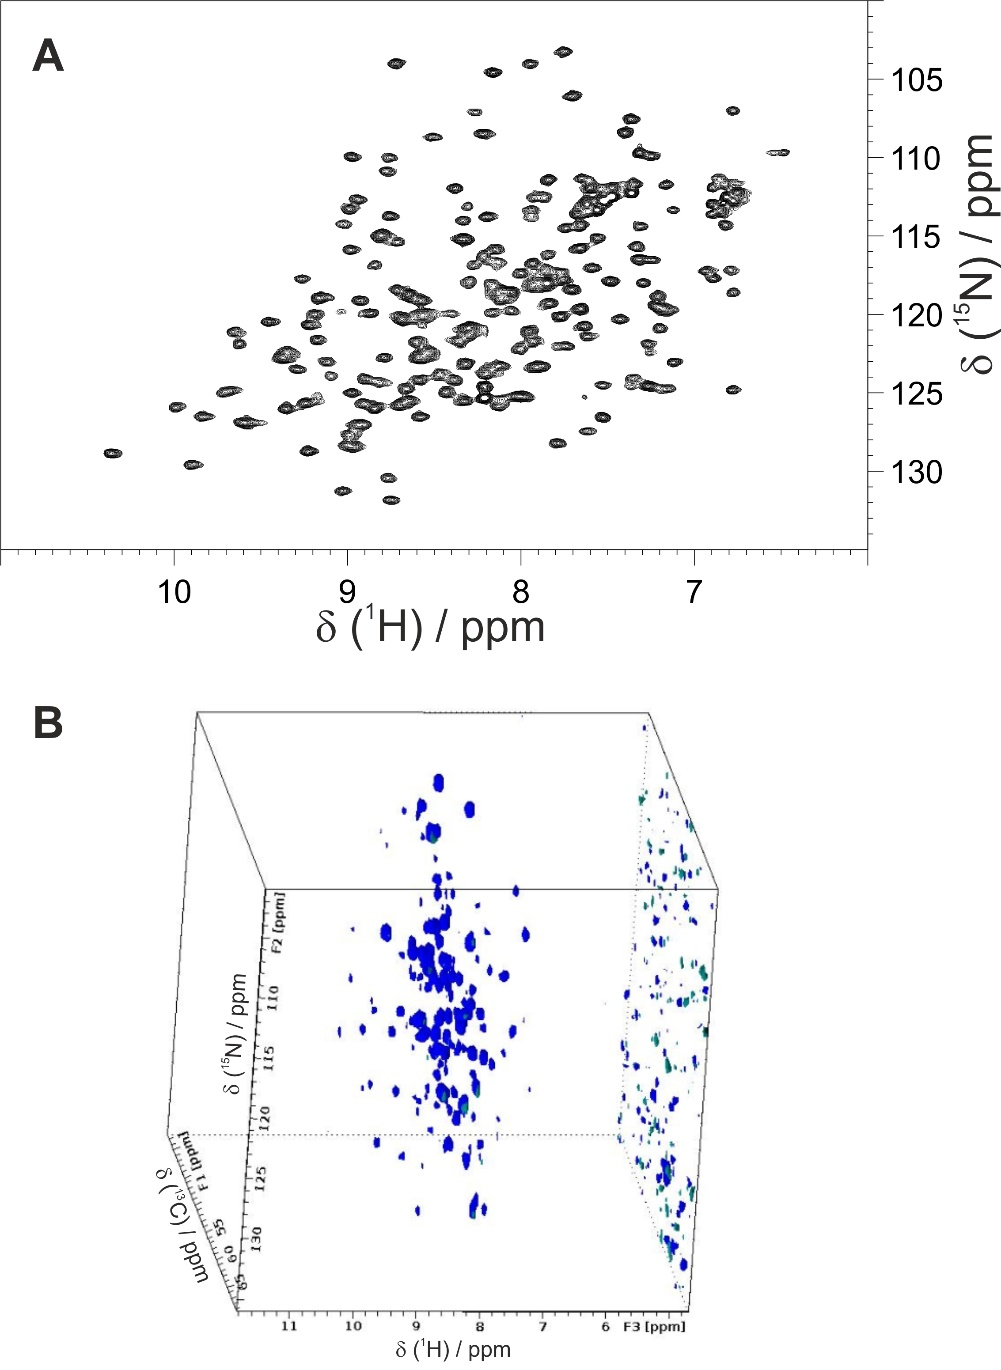 A
105
110
115
120
125
130
δ (¹⁵N) / ppm
10 9 8 7
δ (¹H) / ppm
B
F2 [ppm]
110
115
120
125
130
δ (¹⁵N) / ppm
F1 [ppm]
55
60
65
δ (¹³C) / ppm
11 10 9 8 7 6 F3 [ppm]
δ (¹H) / ppm